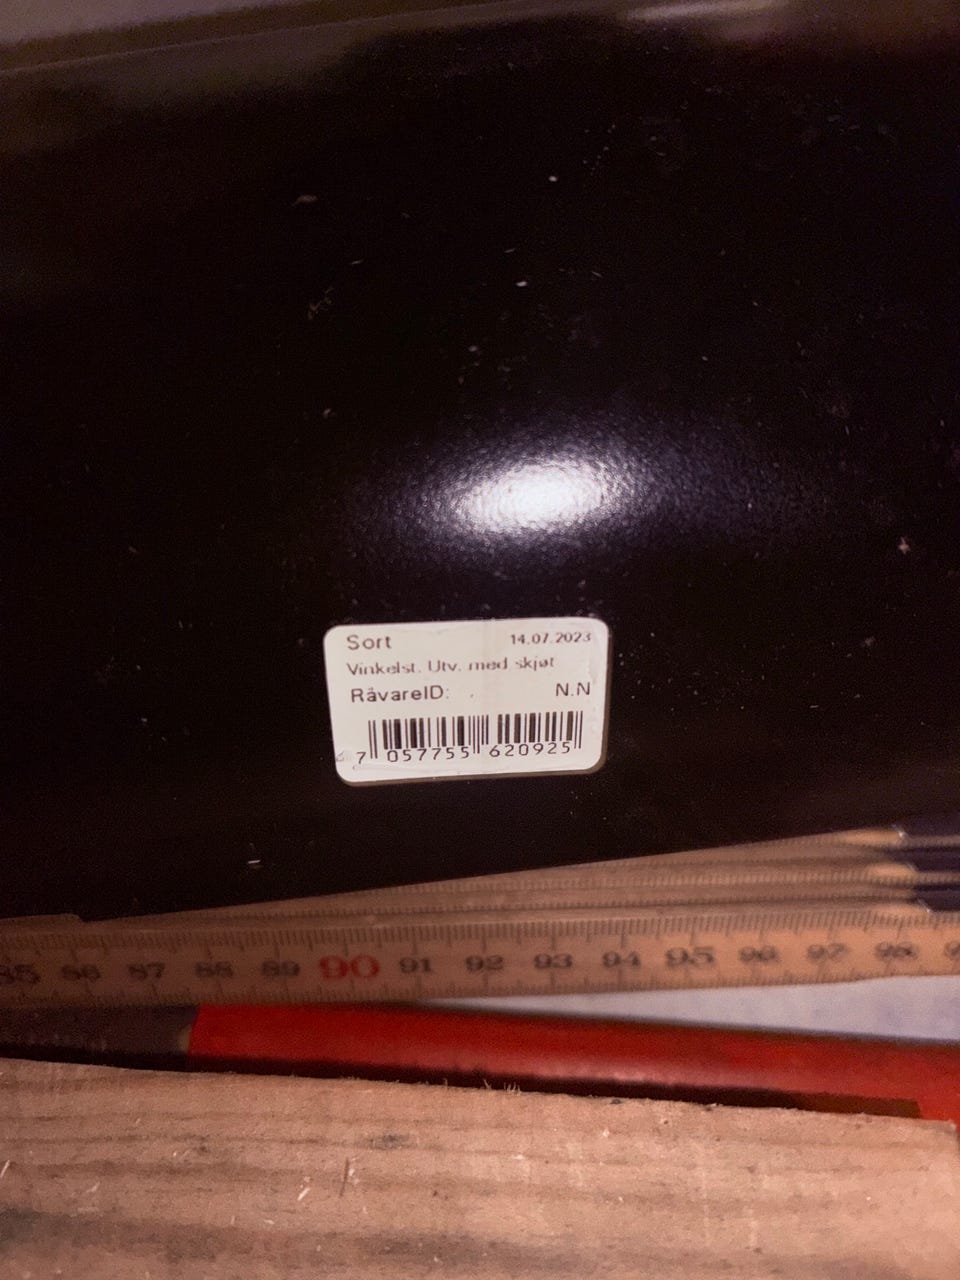 Sort 14.07.2023
Vinkelst. Utv. med skjøt
RåvareID: N.N
7 057755 620925
85 86 87 88 89 90 91 92 93 94 95 96 97 98